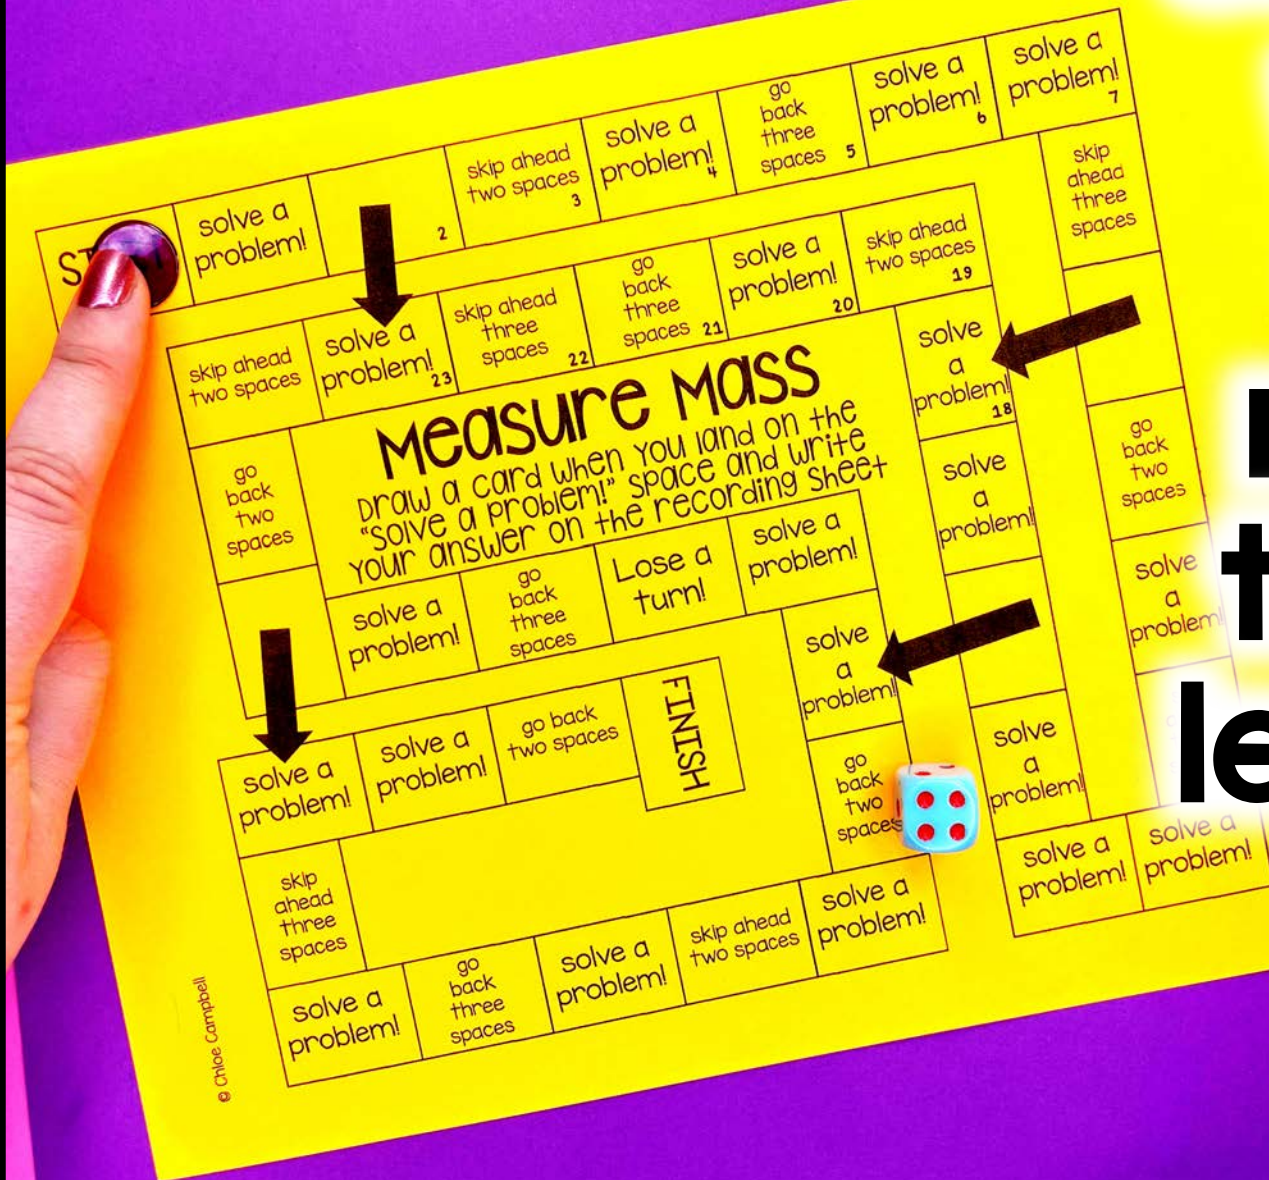 solve a
problem!
2
skip ahead
two spaces
3
solve a
problem!
4
go
back
three
spaces 5
solve a
problem!
6
solve a
problem!
7
skip
ahead
three
spaces
go
back
two
spaces
solve
a
problem!
solve a
problem!
solve a
problem!
solve
a
problem!
solve
a
problem!
solve
a
problem!
18
skip ahead
two spaces
19
solve a
problem!
20
go
back
three
spaces 21
skip ahead
three
spaces 22
solve a
problem! 23
skip ahead
two spaces
go
back
two
spaces
Measure Mass
Draw a card when you land on the
"solve a problem!" space and write
your answer on the recording sheet
solve a
problem!
go
back
three
spaces
Lose a
turn!
solve a
problem!
solve
a
problem!
go
back
two
spaces
solve a
problem!
skip ahead
two spaces
solve a
problem!
go
back
three
spaces
solve a
problem!
skip
ahead
three
spaces
solve a
problem!
solve a
problem!
go back
two spaces
FINISH
© Chloe Campbell